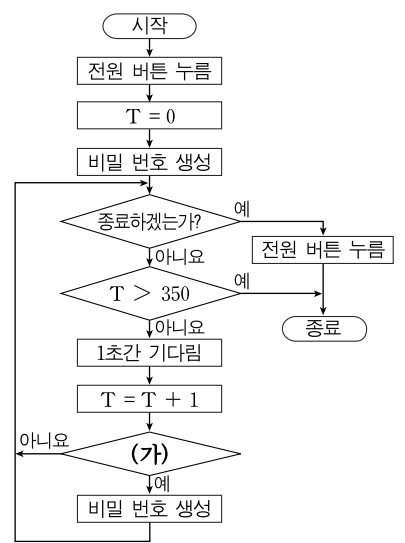 시작
전원 버튼 누름
T = 0
비밀 번호 생성
종료하겠는가?
예
전원 버튼 누름
아니요
T > 350
예
종료
아니요
1초간 기다림
T = T + 1
(가)
아니요
예
비밀 번호 생성